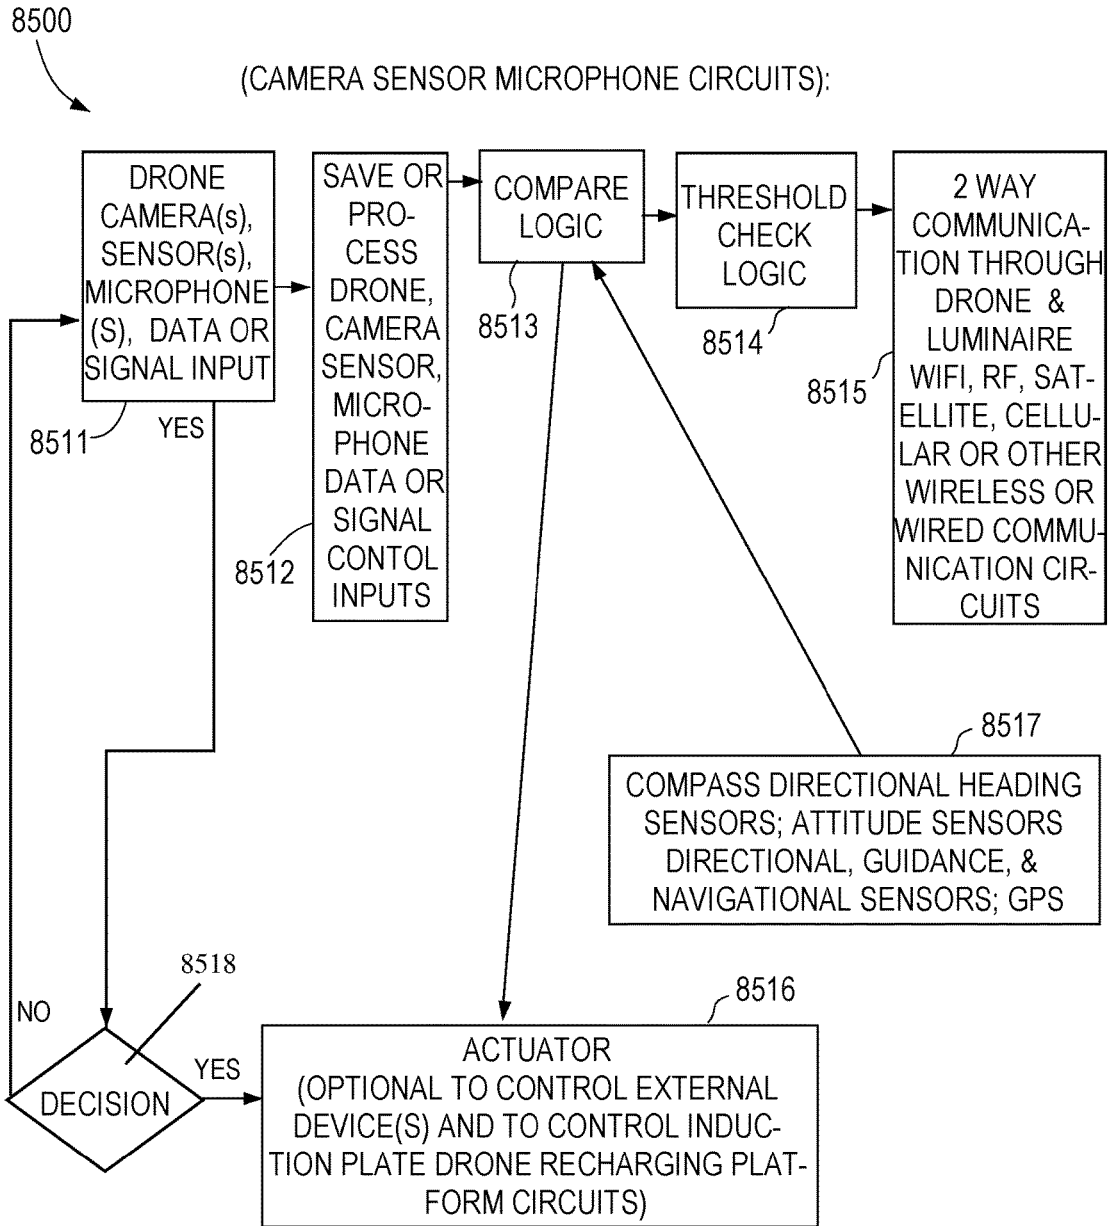 8500
(CAMERA SENSOR MICROPHONE CIRCUITS):
DRONE
CAMERA(s),
SENSOR(s),
MICROPHONE
(S), DATA OR
SIGNAL INPUT
8511
YES
SAVE OR
PRO-
CESS
DRONE,
CAMERA
SENSOR,
MICRO-
PHONE
DATA OR
SIGNAL
CONTOL
INPUTS
8512
COMPARE
LOGIC
8513
THRESHOLD
CHECK
LOGIC
8514
2 WAY
COMMUNICA-
TION THROUGH
DRONE &
LUMINAIRE
WIFI, RF, SAT-
ELLITE, CELLU-
LAR OR OTHER
WIRELESS OR
WIRED COMMU-
NICATION CIR-
CUITS
8515
8517
COMPASS DIRECTIONAL HEADING
SENSORS; ATTITUDE SENSORS
DIRECTIONAL, GUIDANCE, &
NAVIGATIONAL SENSORS; GPS
8518
NO
DECISION
YES
8516
ACTUATOR
(OPTIONAL TO CONTROL EXTERNAL
DEVICE(S) AND TO CONTROL INDUC-
TION PLATE DRONE RECHARGING PLAT-
FORM CIRCUITS)